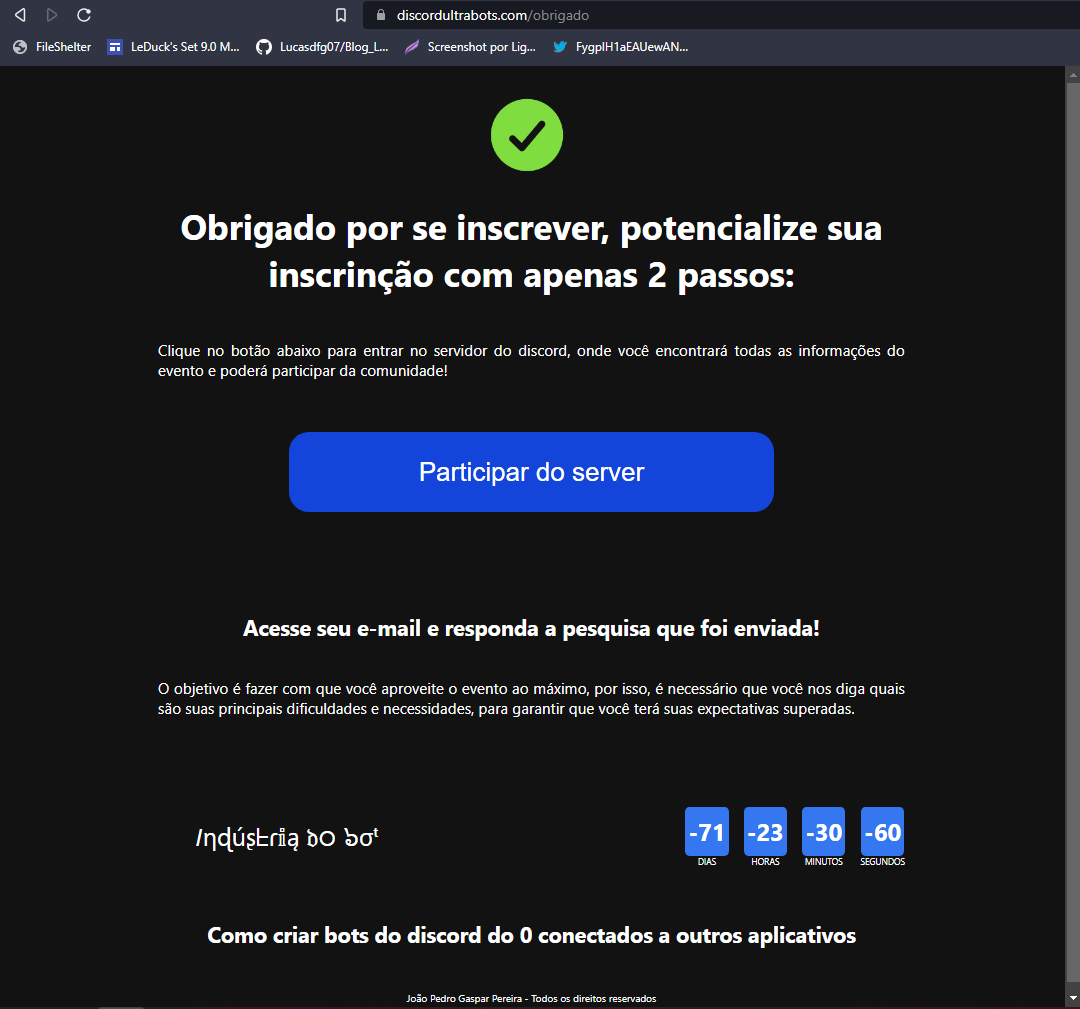 discordultrabots.com/obrigado
FileShelter
LeDuck's Set 9.0 M...
Lucasdfg07/Blog_L...
Screenshot por Lig...
FygplH1aEAUewAN...
Obrigado por se inscrever, potencialize sua
inscrinção com apenas 2 passos:
Clique no botão abaixo para entrar no servidor do discord, onde você encontrará todas as informações do
evento e poderá participar da comunidade!
Participar do server
Acesse seu e-mail e responda a pesquisa que foi enviada!
O objetivo é fazer com que você aproveite o evento ao máximo, por isso, é necessário que você nos diga quais
são suas principais dificuldades e necessidades, para garantir que você terá suas expectativas superadas.
-71 -23 -30 -60
DIAS HORAS MINUTOS SEGUNDOS
Como criar bots do discord do 0 conectados a outros aplicativos
João Pedro Gaspar Pereira - Todos os direitos reservados